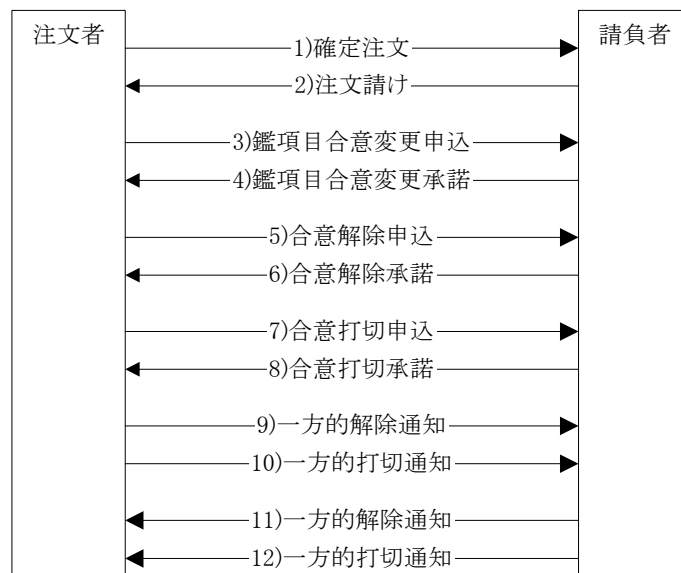 注文者
請負者
1)確定注文
2)注文請け
3)鑑項目合意変更申込
4)鑑項目合意変更承諾
5)合意解除申込
6)合意解除承諾
7)合意打切申込
8)合意打切承諾
9)一方的解除通知
10)一方的打切通知
11)一方的解除通知
12)一方的打切通知